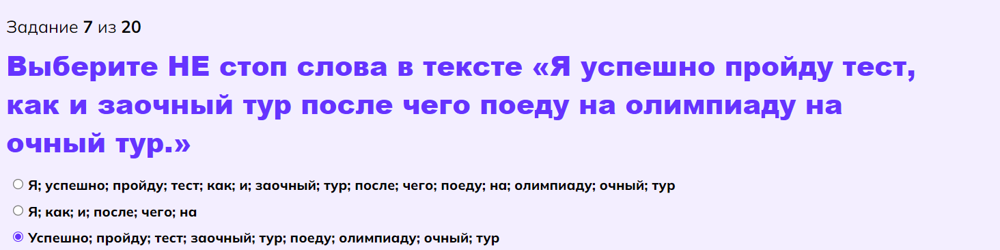 Задание 7 из 20
Выберите НЕ стоп слова в тексте «Я успешно пройду тест,
как и заочный тур после чего поеду на олимпиаду на
очный тур.»
Я; успешно; пройду; тест; как; и; заочный; тур; после; чего; поеду; на; олимпиаду; очный; тур
Я; как; и; после; чего; на
Успешно; пройду; тест; заочный; тур; поеду; олимпиаду; очный; тур